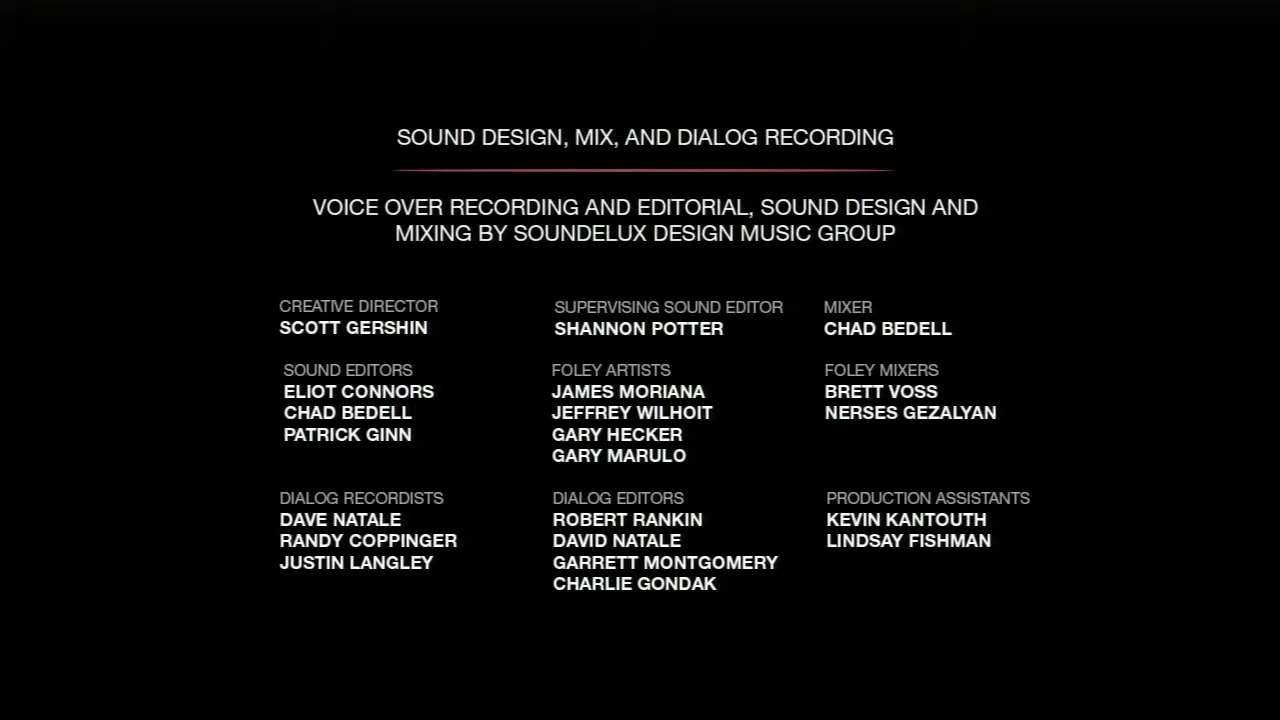 SOUND DESIGN, MIX, AND DIALOG RECORDING
VOICE OVER RECORDING AND EDITORIAL, SOUND DESIGN AND
MIXING BY SOUNDELUX DESIGN MUSIC GROUP
CREATIVE DIRECTOR
SCOTT GERSHIN
SUPERVISING SOUND EDITOR
SHANNON POTTER
MIXER
CHAD BEDELL
SOUND EDITORS
ELIOT CONNORS
CHAD BEDELL
PATRICK GINN
FOLEY ARTISTS
JAMES MORIANA
JEFFREY WILHOIT
GARY HECKER
GARY MARULO
FOLEY MIXERS
BRETT VOSS
NERSES GEZALYAN
DIALOG RECORDISTS
DAVE NATALE
RANDY COPPINGER
JUSTIN LANGLEY
DIALOG EDITORS
ROBERT RANKIN
DAVID NATALE
GARRETT MONTGOMERY
CHARLIE GONDAK
PRODUCTION ASSISTANTS
KEVIN KANTOUTH
LINDSAY FISHMAN